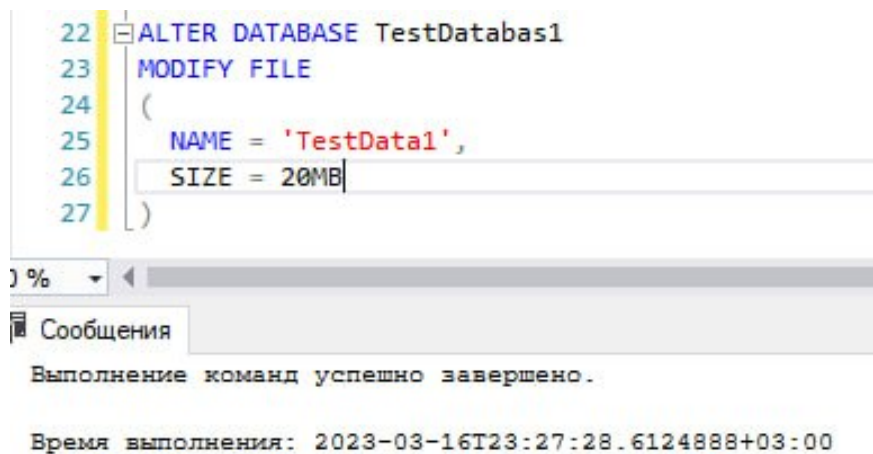 22 ALTER DATABASE TestDatabas1
23 MODIFY FILE
24 (
25 NAME = 'TestData1',
26 SIZE = 20MB
27 )
0 %
Сообщения
Выполнение команд успешно завершено.
Время выполнения: 2023-03-16T23:27:28.6124888+03:00